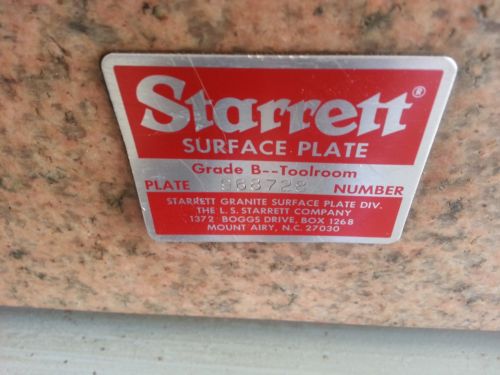 Starrett®
SURFACE PLATE
Grade B--Toolroom
PLATE NUMBER
STARRETT GRANITE SURFACE PLATE DIV.
THE L. S. STARRETT COMPANY
1372 BOGGS DRIVE, BOX 1268
MOUNT AIRY, N.C. 27030